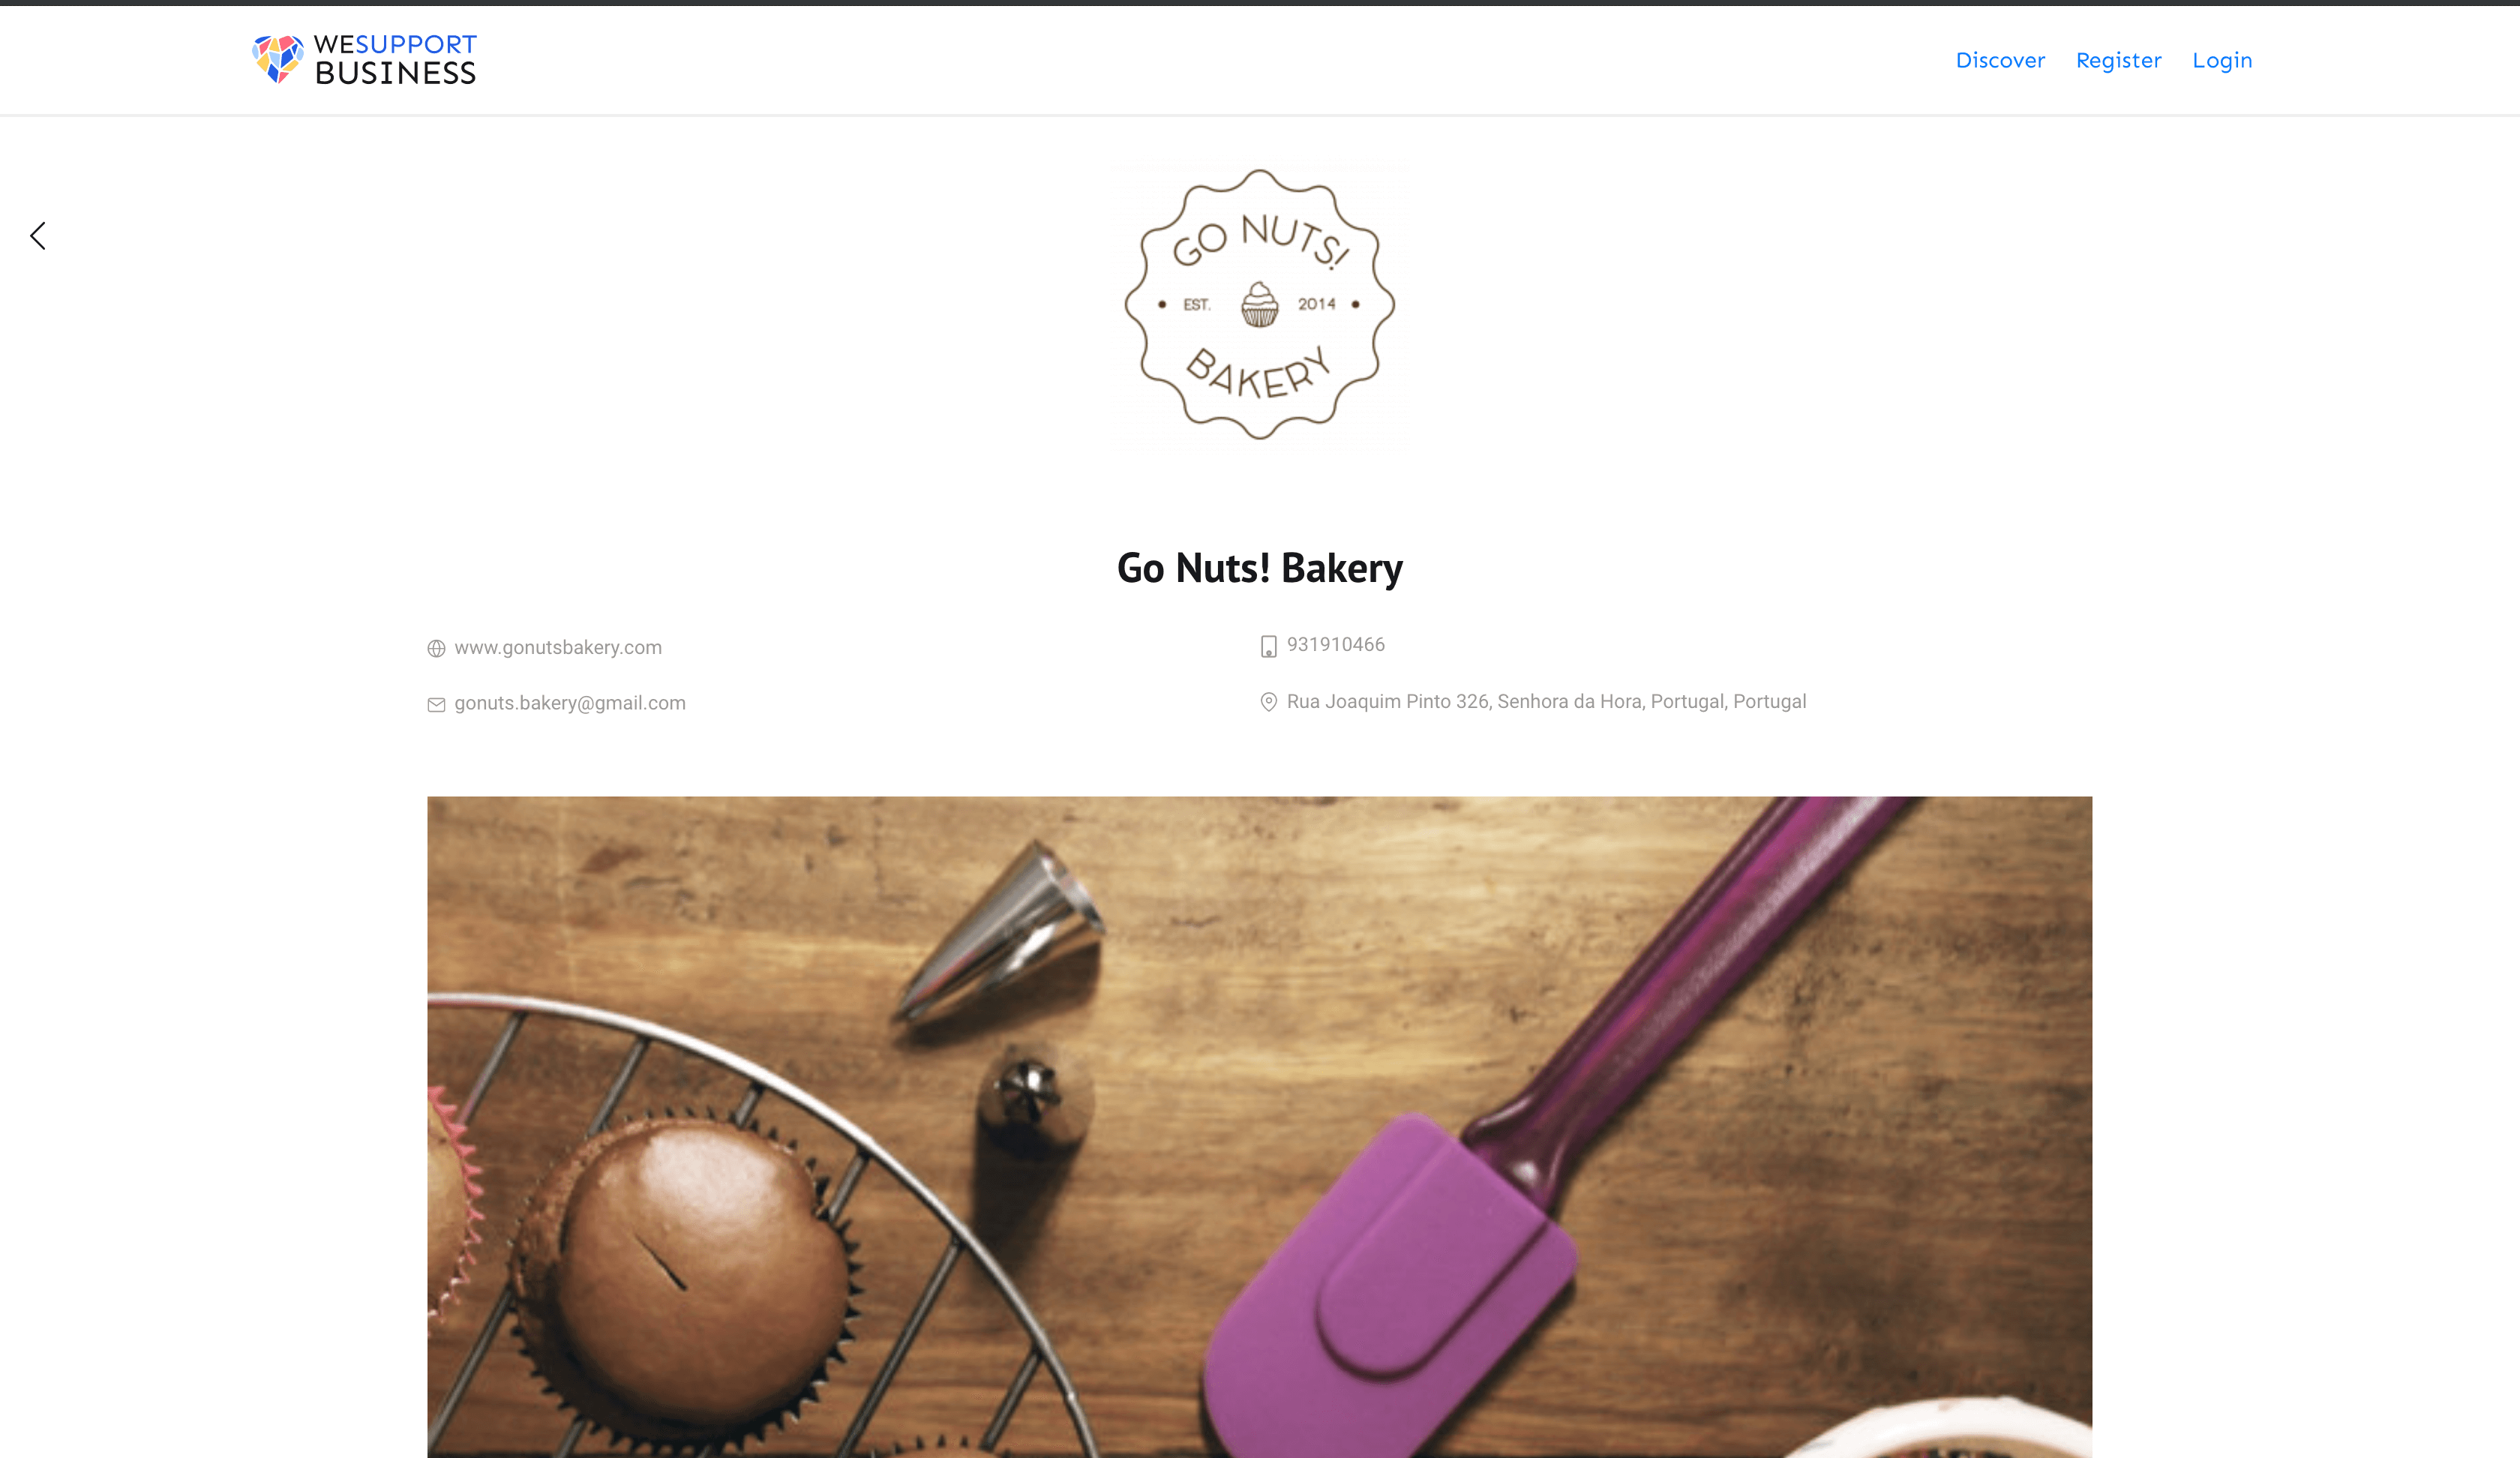 WESUPPORT
BUSINESS
Discover Register Login
GO NUTS!
EST. 2014
BAKERY
Go Nuts! Bakery
www.gonutsbakery.com
931910466
gonuts.bakery@gmail.com
Rua Joaquim Pinto 326, Senhora da Hora, Portugal, Portugal